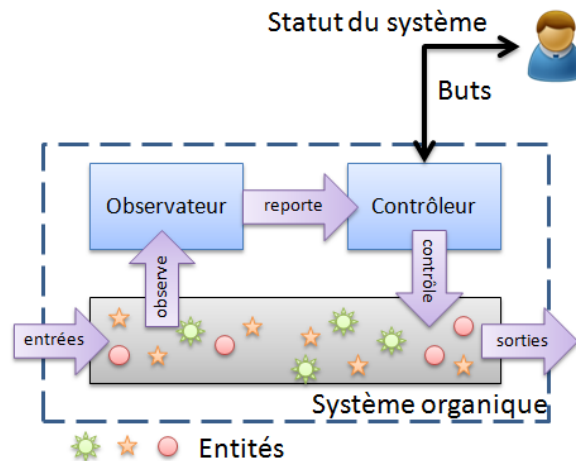 Statut du système
Buts
Observateur
reporte
Contrôleur
observe
contrôle
entrées
sorties
Système organique
Entités